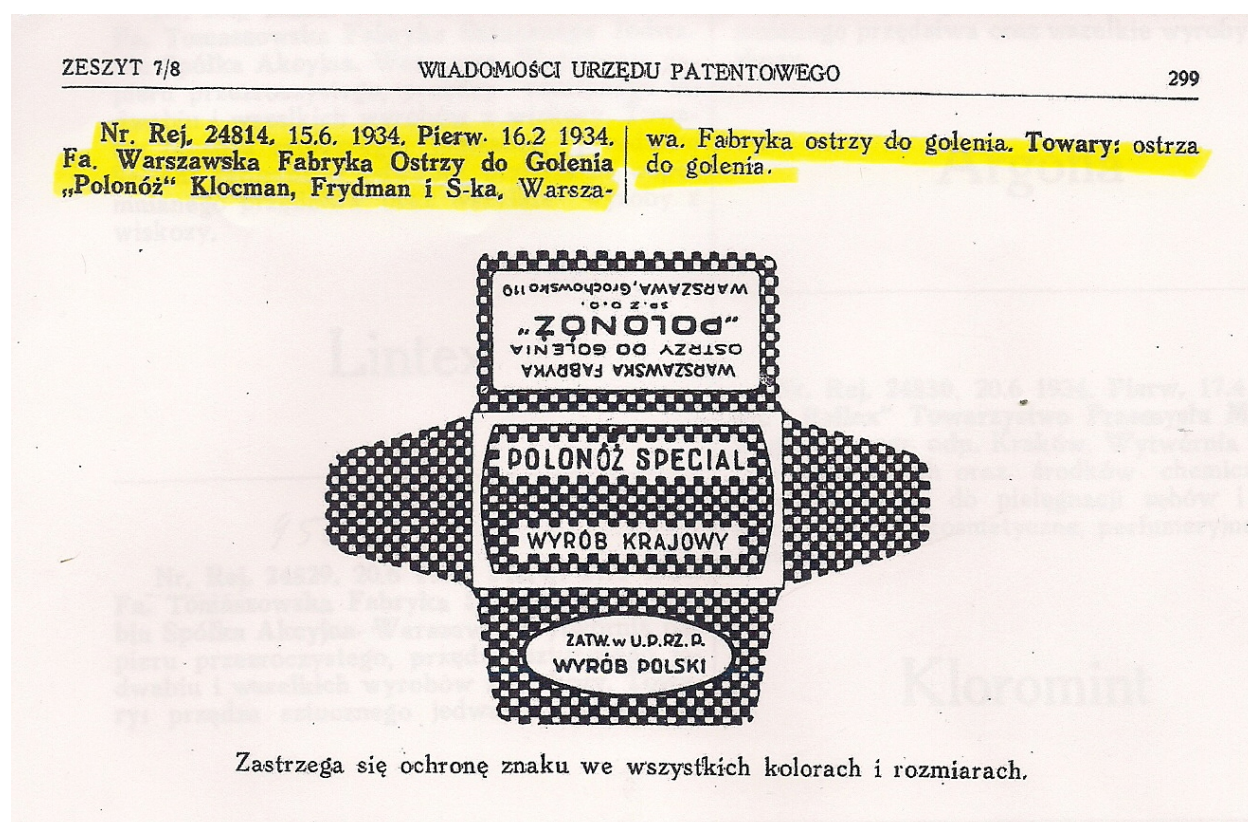 ZESZYT 7/8
WIADOMOŚCI URZĘDU PATENTOWEGO
299
Nr. Rej. 24814. 15.6. 1934. Pierw. 16.2 1934.
Fa. Warszawska Fabryka Ostrzy do Golenia
„Polonóż“ Klocman, Frydman i S-ka, Warsza-
wa. Fabryka ostrzy do golenia. Towary: ostrza
do golenia.
WARSZAWSKA FABRYKA
OSTRZY DO GOLENIA
"POLONÓŻ"
SP. Z O.O.
WARSZAWA, Grochowska 110
POLONÓŻ SPECIAL
WYRÓB KRAJOWY
ZATW. w U.P.RZ.P.
WYRÓB POLSKI
Zastrzega się ochronę znaku we wszystkich kolorach i rozmiarach.
Argona
Lintex
Kloromint